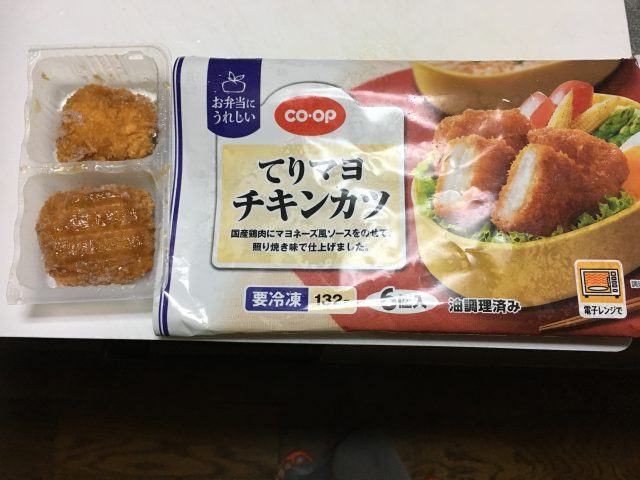 お弁当に
うれしい
CO・OP
てりマヨ
チキンカツ
国産鶏肉にマヨネーズ風ソースをのせて、
照り焼き味で仕上げました。
要冷凍
132g
6個入
油調理済み
電子レンジで